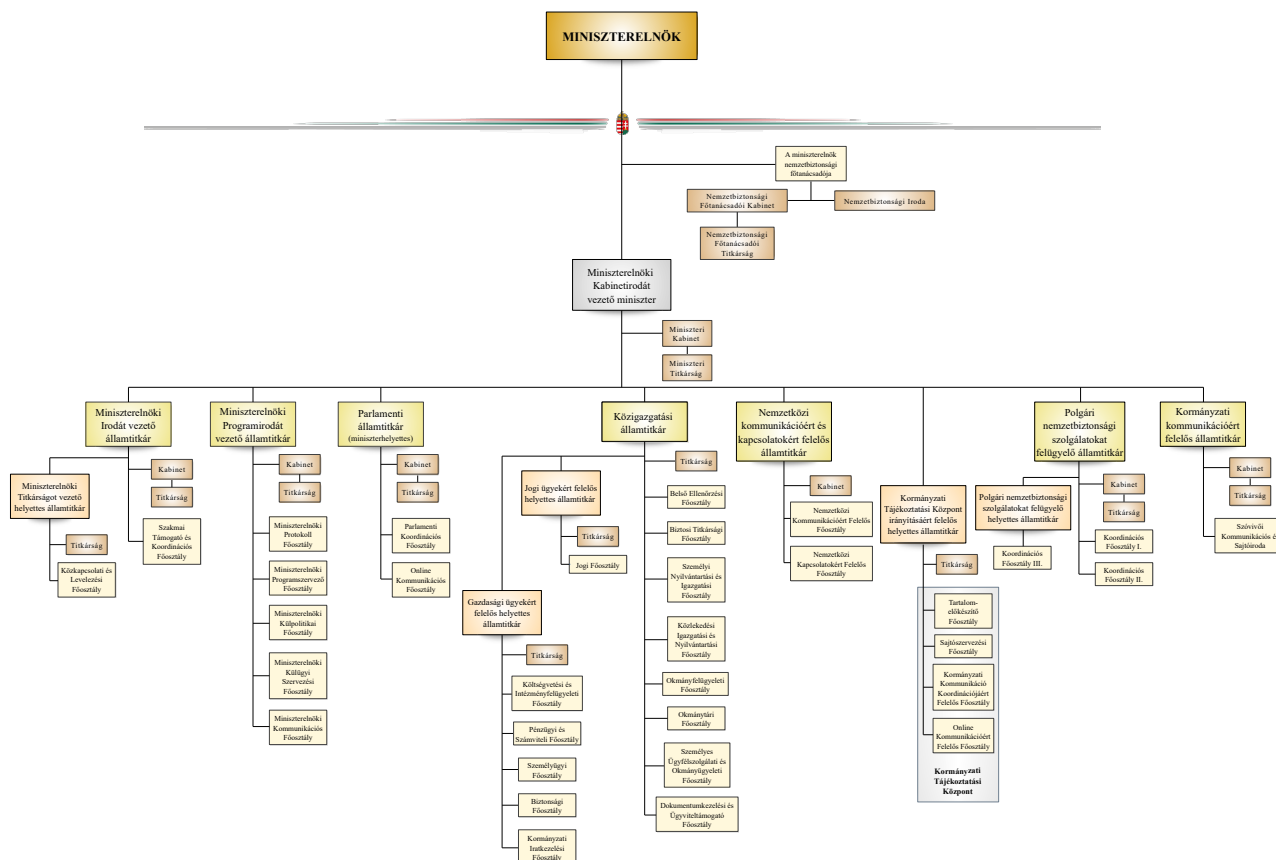 MINISZTERELNÖK
A miniszterelnök
nemzetbiztonsági
főtanácsadója
Nemzetbiztonsági
Főtanácsadói Kabinet
Nemzetbiztonsági Iroda
Nemzetbiztonsági
Főtanácsadói
Titkárság
Miniszterelnöki
Kabinetirodát
vezető miniszter
Miniszteri
Kabinet
Miniszteri
Titkárság
Miniszterelnöki
Irodát vezető
államtitkár
Kabinet
Titkárság
Miniszterelnöki
Titkárságot vezető
helyettes államtitkár
Titkárság
Közkapcsolati és
Levelezési
Főosztály
Szakmai
Támogató és
Koordinációs
Főosztály
Miniszterelnöki
Programirodát
vezető államtitkár
Kabinet
Titkárság
Miniszterelnöki
Protokoll
Főosztály
Miniszterelnöki
Programszervező
Főosztály
Miniszterelnöki
Külpolitikai
Főosztály
Miniszterelnöki
Külügyi
Szervezési
Főosztály
Miniszterelnöki
Kommunikációs
Főosztály
Parlamenti
államtitkár
(miniszterhelyettes)
Kabinet
Titkárság
Parlamenti
Koordinációs
Főosztály
Online
Kommunikációs
Főosztály
Közigazgatási
államtitkár
Titkárság
Jogi ügyekért felelős
helyettes államtitkár
Titkárság
Jogi Főosztály
Gazdasági ügyekért
felelős helyettes
államtitkár
Titkárság
Költségvetési és
Intézményfelügyeleti
Főosztály
Pénzügyi és
Számviteli Főosztály
Személyügyi
Főosztály
Biztonsági
Főosztály
Kormányzati
Iratkezelési
Főosztály
Belső Ellenőrzési
Főosztály
Biztosi Titkársági
Főosztály
Személyi
Nyilvántartási és
Igazgatási
Főosztály
Közlekedési
Igazgatási és
Nyilvántartási
Főosztály
Okmányfelügyeleti
Főosztály
Okmánytári
Főosztály
Személyes
Ügyfélszolgálati és
Okmányügyeleti
Főosztály
Dokumentumkezelési és
Ügyviteltámogató
Főosztály
Nemzetközi
kommunikációért és
kapcsolatokért felelős
államtitkár
Kabinet
Nemzetközi
Kommunikációért Felelős
Főosztály
Nemzetközi
Kapcsolatokért Felelős
Főosztály
Kormányzati
Tájékoztatási Központ
irányításáért felelős
helyettes államtitkár
Titkárság
Tartalom-
előkészítő
Főosztály
Sajtószervezési
Főosztály
Kormányzati
Kommunikáció
Koordinációjáért
Felelős Főosztály
Online
Kommunikációért
Felelős Főosztály
Kormányzati
Tájékoztatási
Központ
Polgári
nemzetbiztonsági
szolgálatokat
felügyelő államtitkár
Kabinet
Titkárság
Polgári nemzetbiztonsági
szolgálatokat felügyelő
helyettes államtitkár
Koordinációs
Főosztály III.
Koordinációs
Főosztály I.
Koordinációs
Főosztály II.
Kormányzati
kommunikációért
felelős államtitkár
Kabinet
Titkárság
Szóvivői
Kommunikációs és
Sajtóiroda